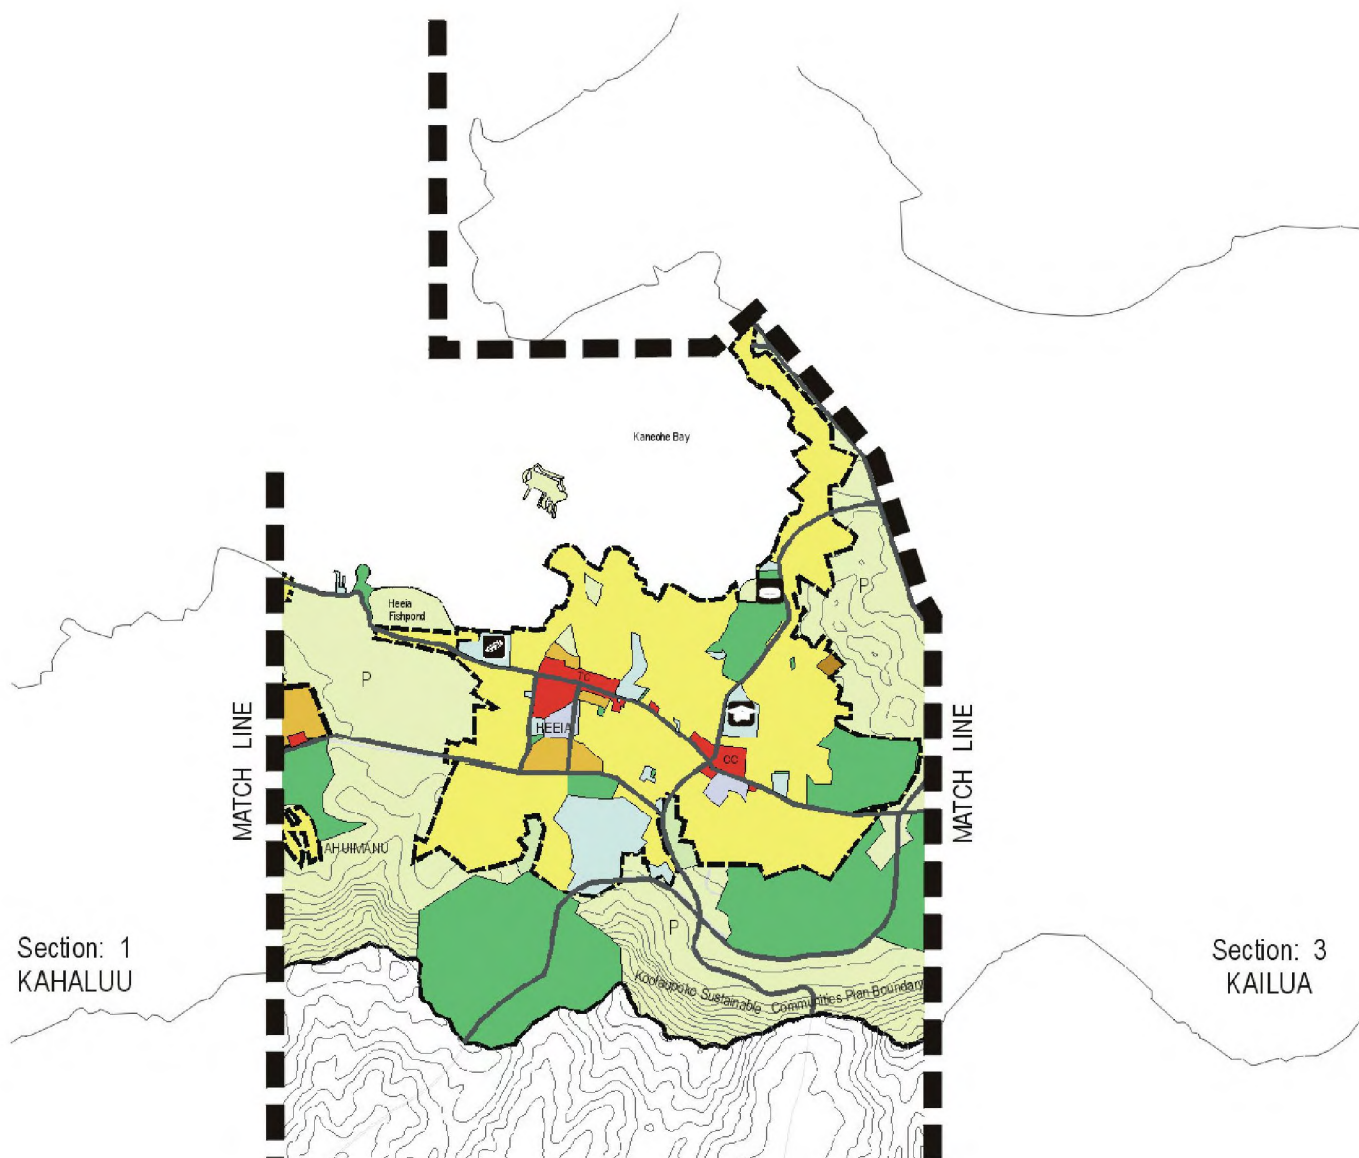 Kaneohe Bay
Heeia
Fishpond
P
P
TC
HEEIA
CC
MATCH LINE
MATCH LINE
AHUIMANU
P
Section: 1
KAHALUU
Section: 3
KAILUA
Koolaupoko Sustainable Communities Plan Boundary